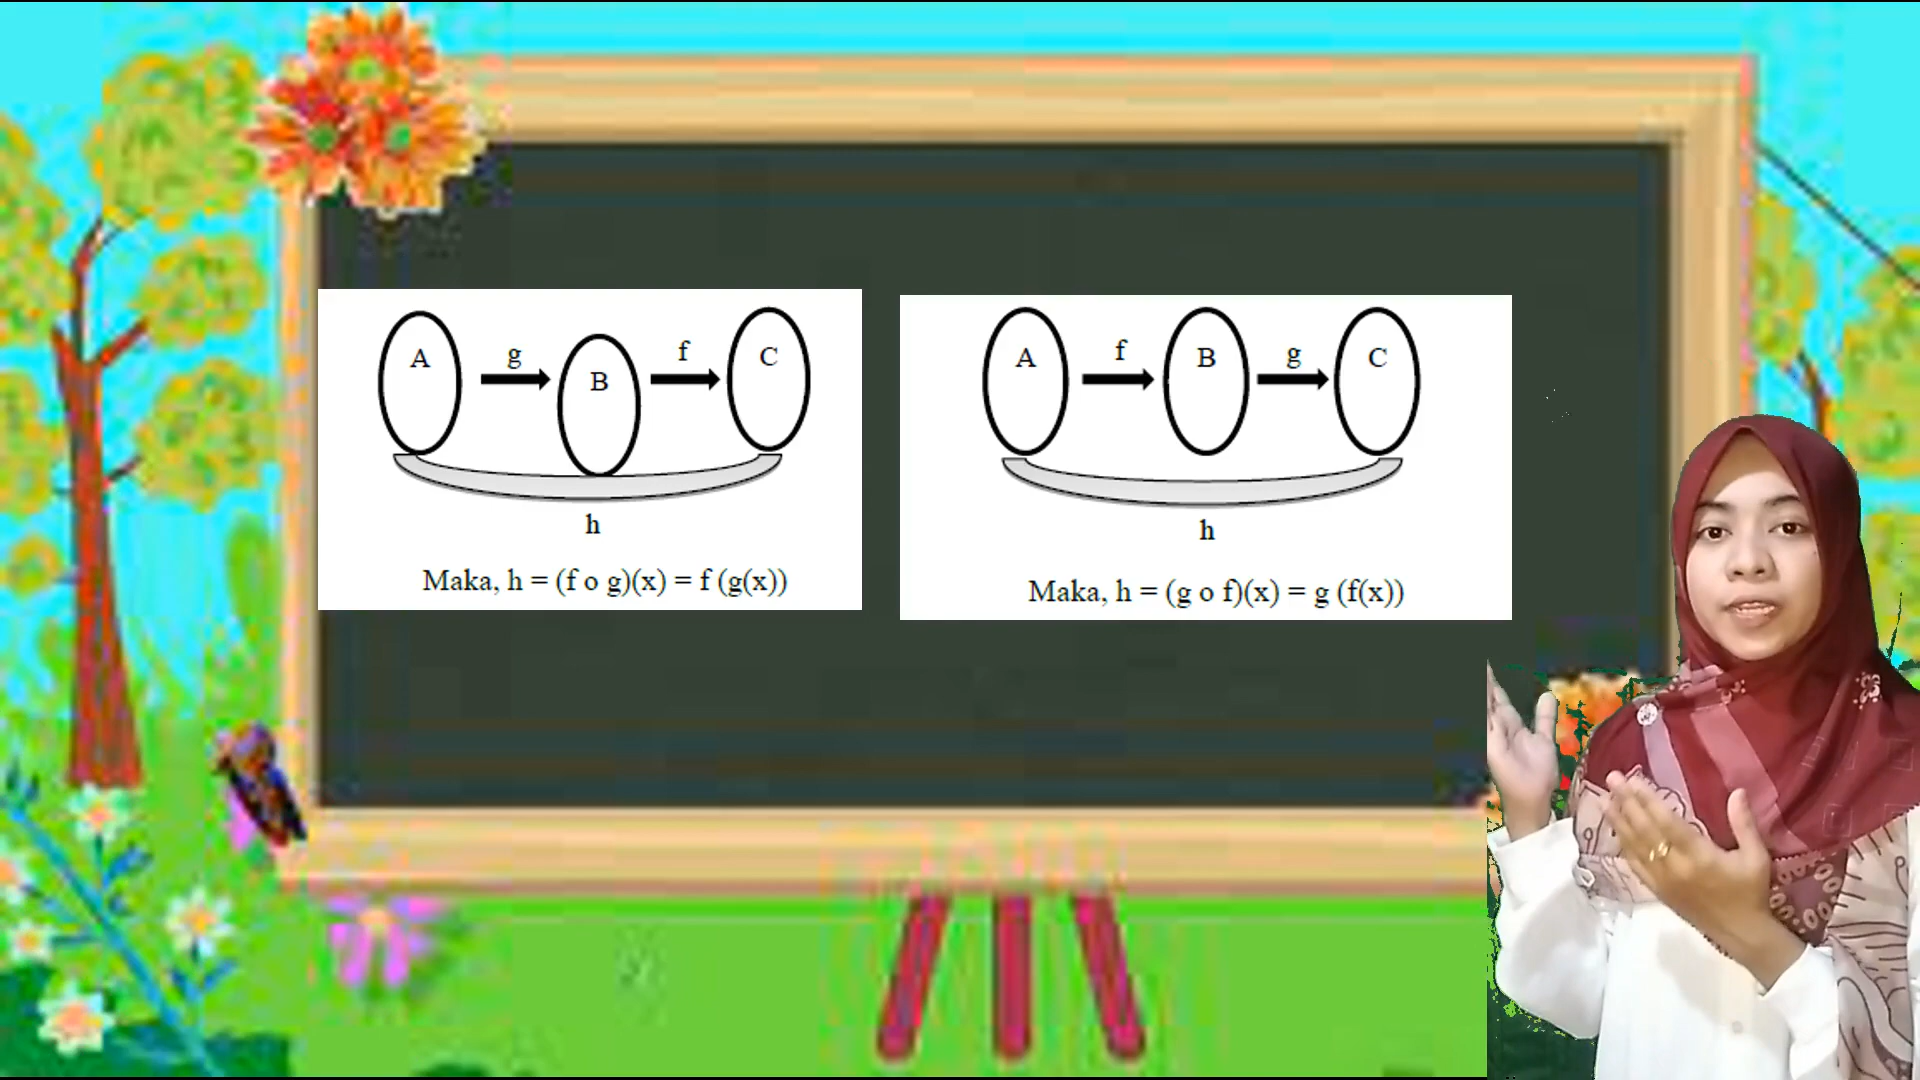 A
g
B
f
C
h
Maka, h = (f o g)(x) = f (g(x))
A
f
B
g
C
h
Maka, h = (g o f)(x) = g (f(x))